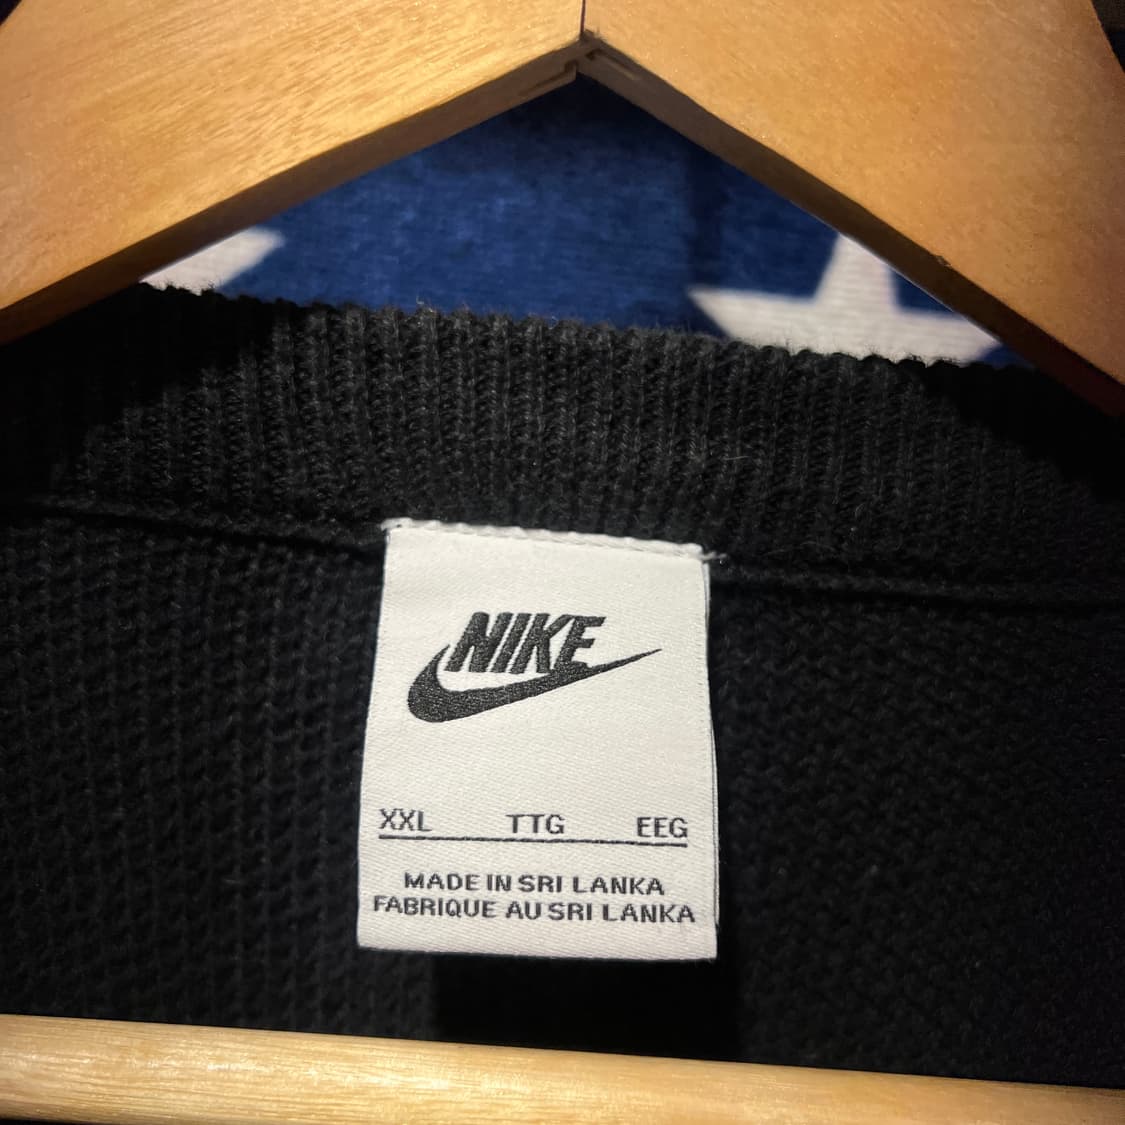 NIKE
XXL TTG EEG
MADE IN SRI LANKA
FABRIQUE AU SRI LANKA